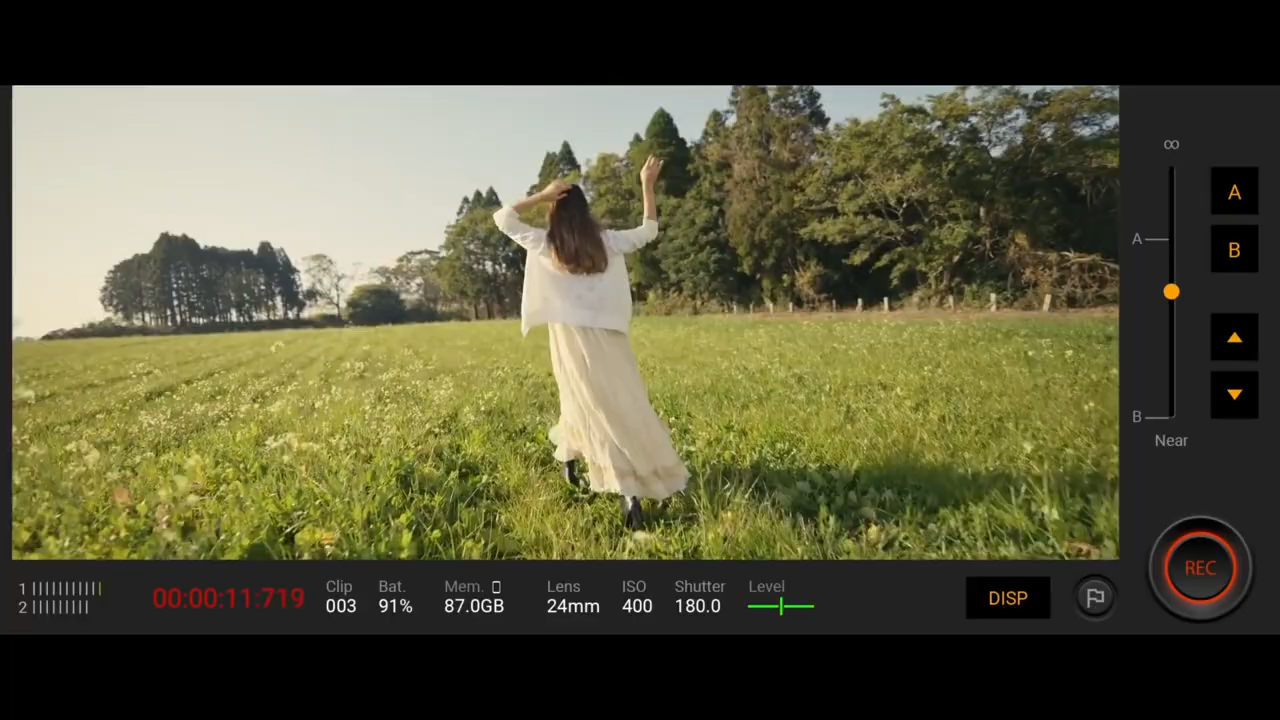 ∞
A
A
B
B
Near
REC
1
2
00:00:11:719
Clip
003
Bat.
91%
Mem.
87.0GB
Lens
24mm
ISO
400
Shutter
180.0
Level
DISP